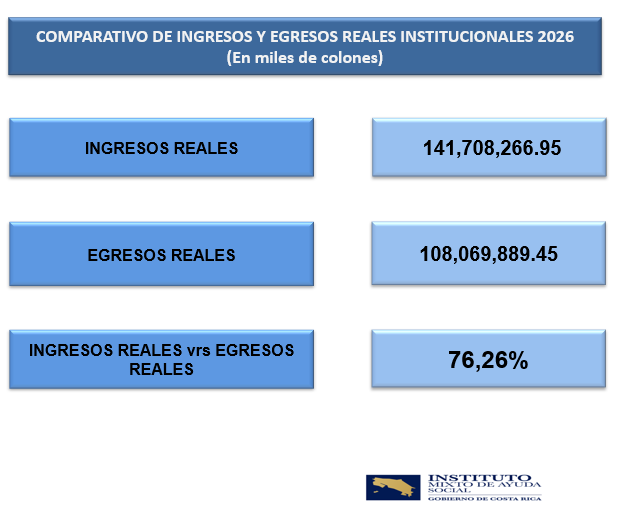 COMPARATIVO DE INGRESOS Y EGRESOS REALES INSTITUCIONALES 2026
(En miles de colones)
INGRESOS REALES
141,708,266.95
EGRESOS REALES
108,069,889.45
INGRESOS REALES vrs EGRESOS
REALES
76,26%
INSTITUTO
MIXTO DE AYUDA
SOCIAL
GOBIERNO DE COSTA RICA